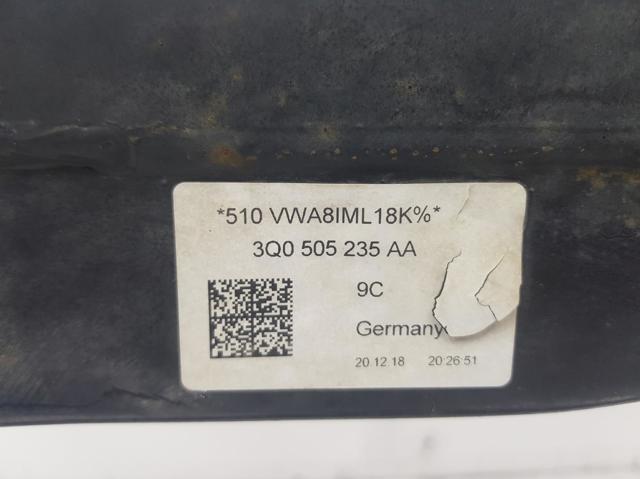 *510 VWA8IML18K%*
3Q0 505 235 AA
9C
Germany
20.12.18 20:26:51